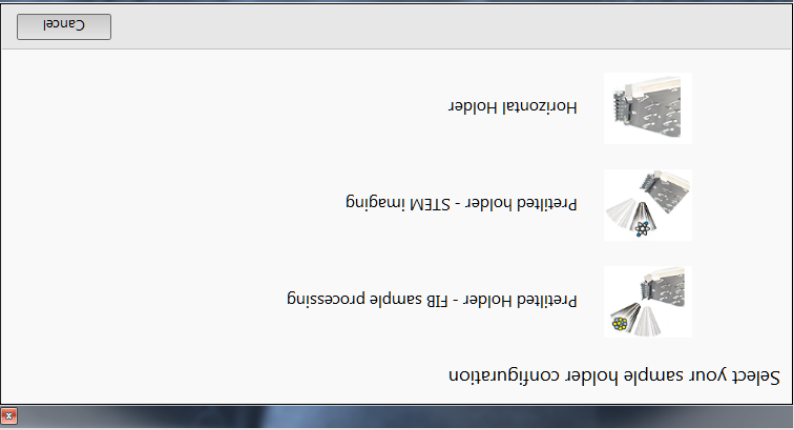 Select your sample holder configuration
Pretilted Holder - FIB sample processing
Pretilted holder - STEM imaging
Horizontal Holder
Cancel